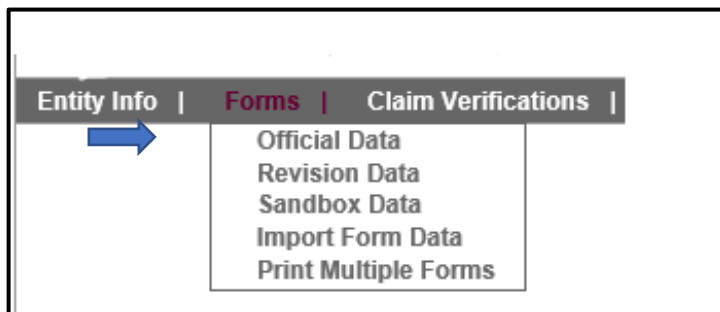 Entity Info | Forms | Claim Verifications |
Official Data
Revision Data
Sandbox Data
Import Form Data
Print Multiple Forms